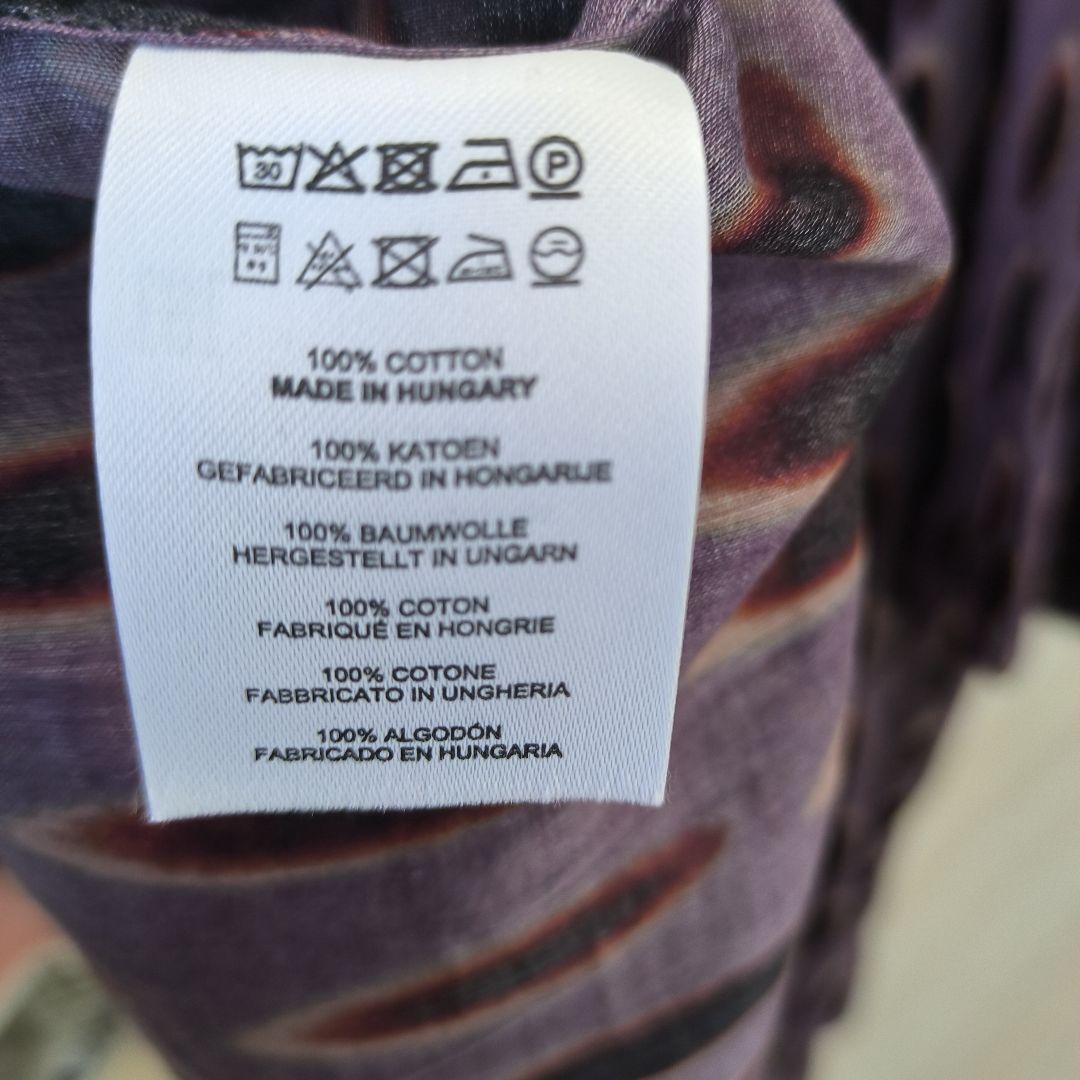 30 P
100% COTTON
MADE IN HUNGARY
100% KATOEN
GEFABRICEERD IN HONGARIJE
100% BAUMWOLLE
HERGESTELLT IN UNGARN
100% COTON
FABRIQUÉ EN HONGRIE
100% COTONE
FABBRICATO IN UNGHERIA
100% ALGODÓN
FABRICADO EN HUNGARIA